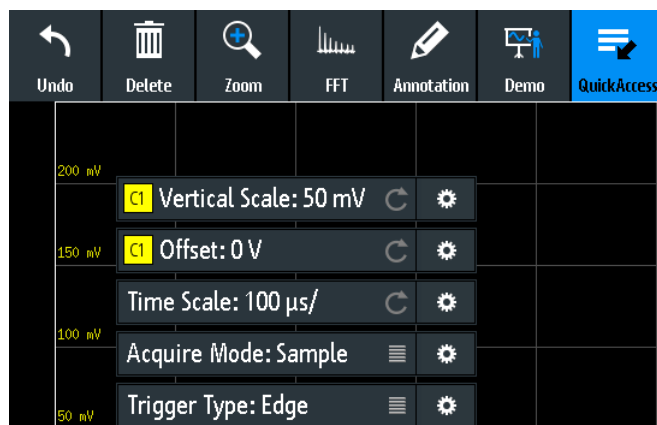 Undo Delete Zoom FFT Annotation Demo QuickAccess
200 mV
C1 Vertical Scale: 50 mV
150 mV
C1 Offset: 0 V
Time Scale: 100 µs/
100 mV
Acquire Mode: Sample
Trigger Type: Edge
50 mV